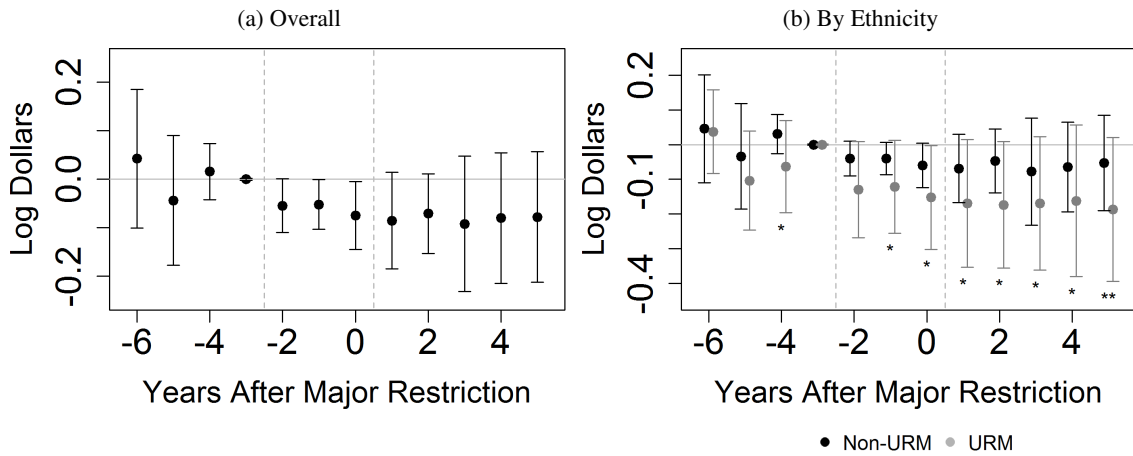 (a) Overall
Log Dollars
0.2
0.0
-0.2
-6 -4 -2 0 2 4
Years After Major Restriction
(b) By Ethnicity
Log Dollars
0.2
-0.1
-0.4
* * * * * * * **
-6 -4 -2 0 2 4
Years After Major Restriction
Non-URM URM